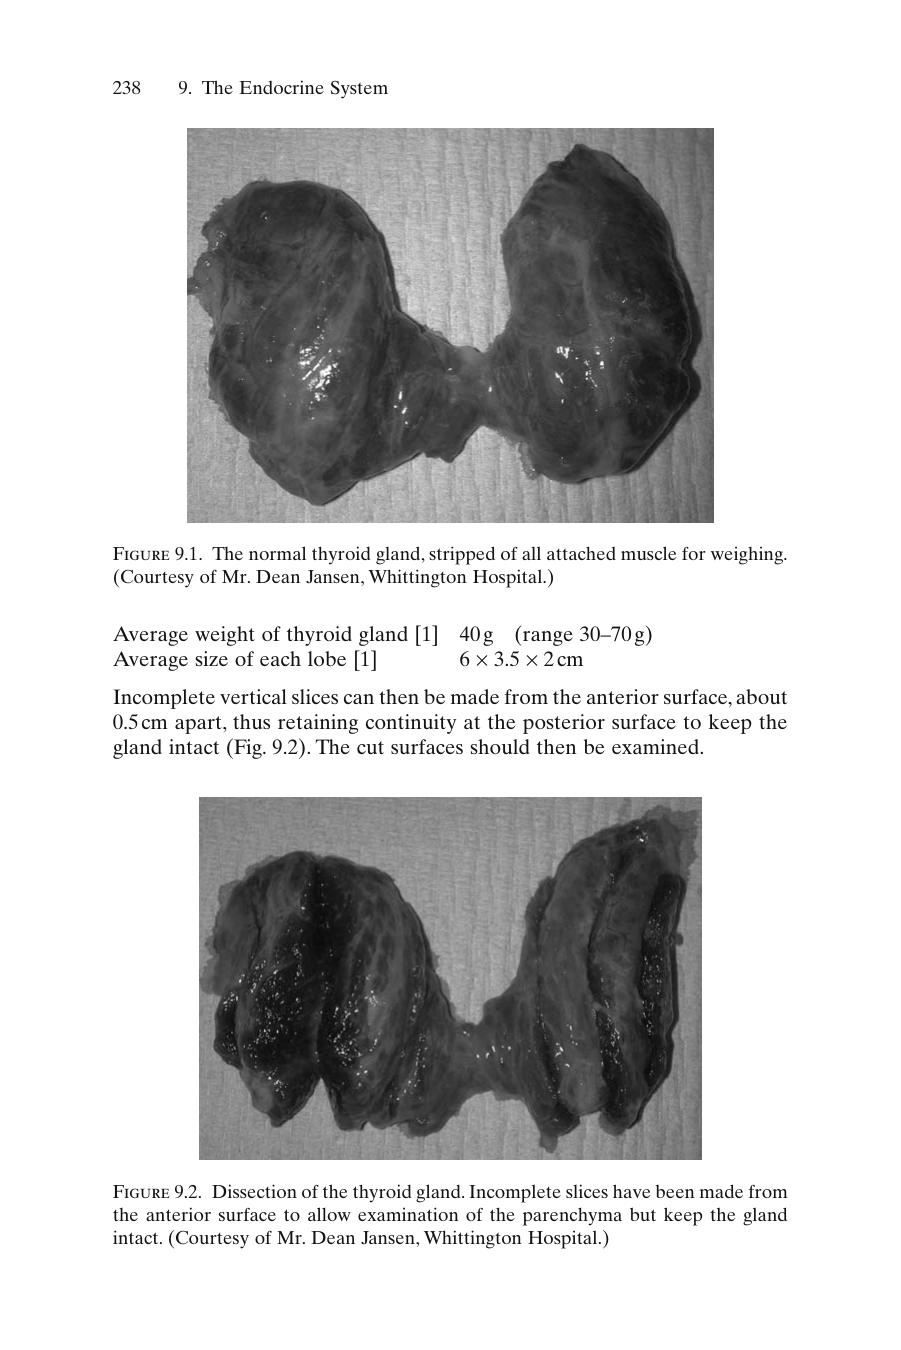 238 9. The Endocrine System
FIGURE 9.1. The normal thyroid gland, stripped of all attached muscle for weighing.
(Courtesy of Mr. Dean Jansen, Whittington Hospital.)
Average weight of thyroid gland [1] 40 g (range 30–70 g)
Average size of each lobe [1] 6 × 3.5 × 2 cm
Incomplete vertical slices can then be made from the anterior surface, about
0.5 cm apart, thus retaining continuity at the posterior surface to keep the
gland intact (Fig. 9.2). The cut surfaces should then be examined.
FIGURE 9.2. Dissection of the thyroid gland. Incomplete slices have been made from
the anterior surface to allow examination of the parenchyma but keep the gland
intact. (Courtesy of Mr. Dean Jansen, Whittington Hospital.)